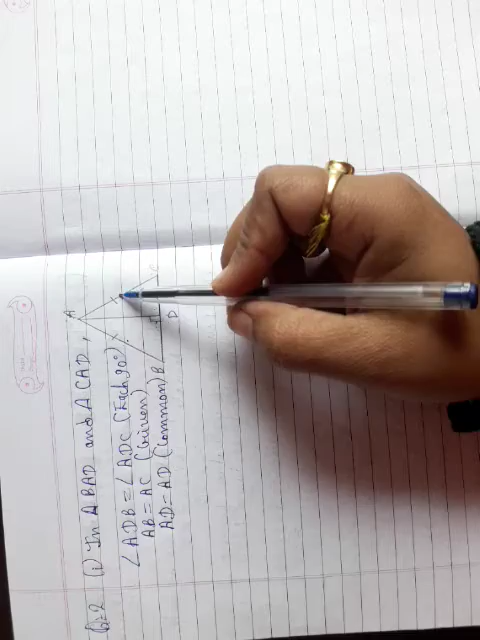 Q.2 (i) In Δ BAD and Δ CAD,
∠ADB = ∠ADC (Each 90°)
AB = AC (Given)
AD = AD (Common)
A
B
D